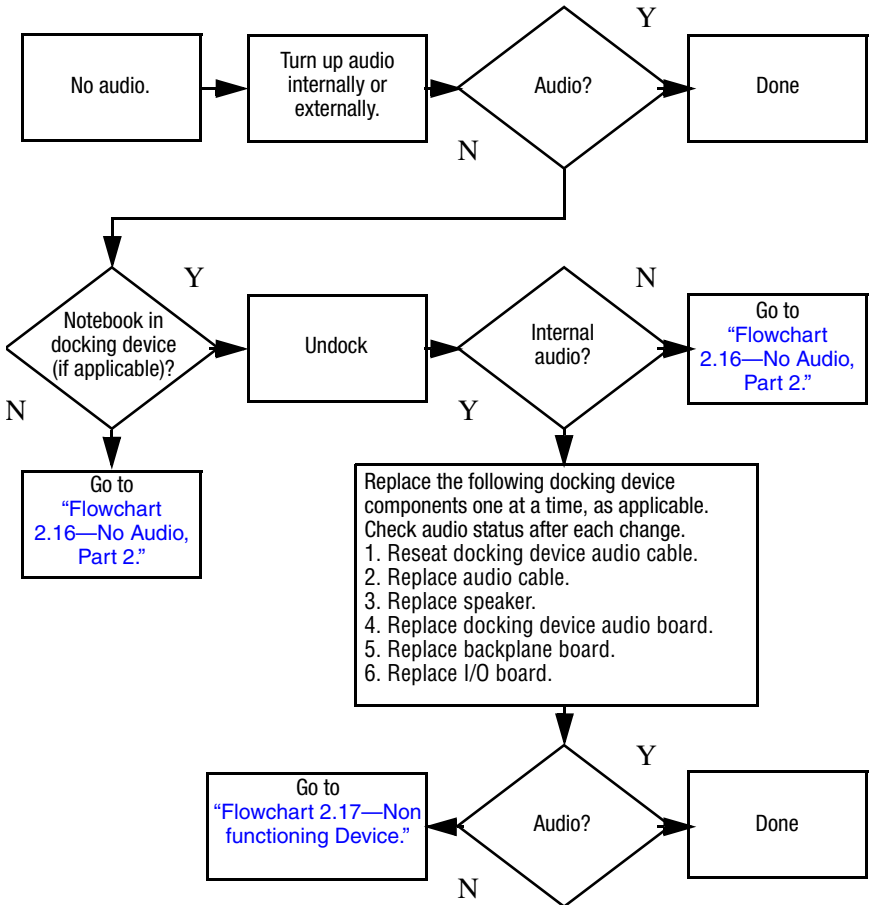 Y
No audio.
Turn up audio
internally or
externally.
Audio?
Done
N
Y
Notebook in
docking device
(if applicable)?
N
Undock
Internal
audio?
N
Y
Go to
“Flowchart
2.16—No Audio,
Part 2.”
Go to
“Flowchart
2.16—No Audio,
Part 2.”
Replace the following docking device
components one at a time, as applicable.
Check audio status after each change.
1. Reseat docking device audio cable.
2. Replace audio cable.
3. Replace speaker.
4. Replace docking device audio board.
5. Replace backplane board.
6. Replace I/O board.
Y
Go to
“Flowchart 2.17—Non
functioning Device.”
Audio?
Done
N